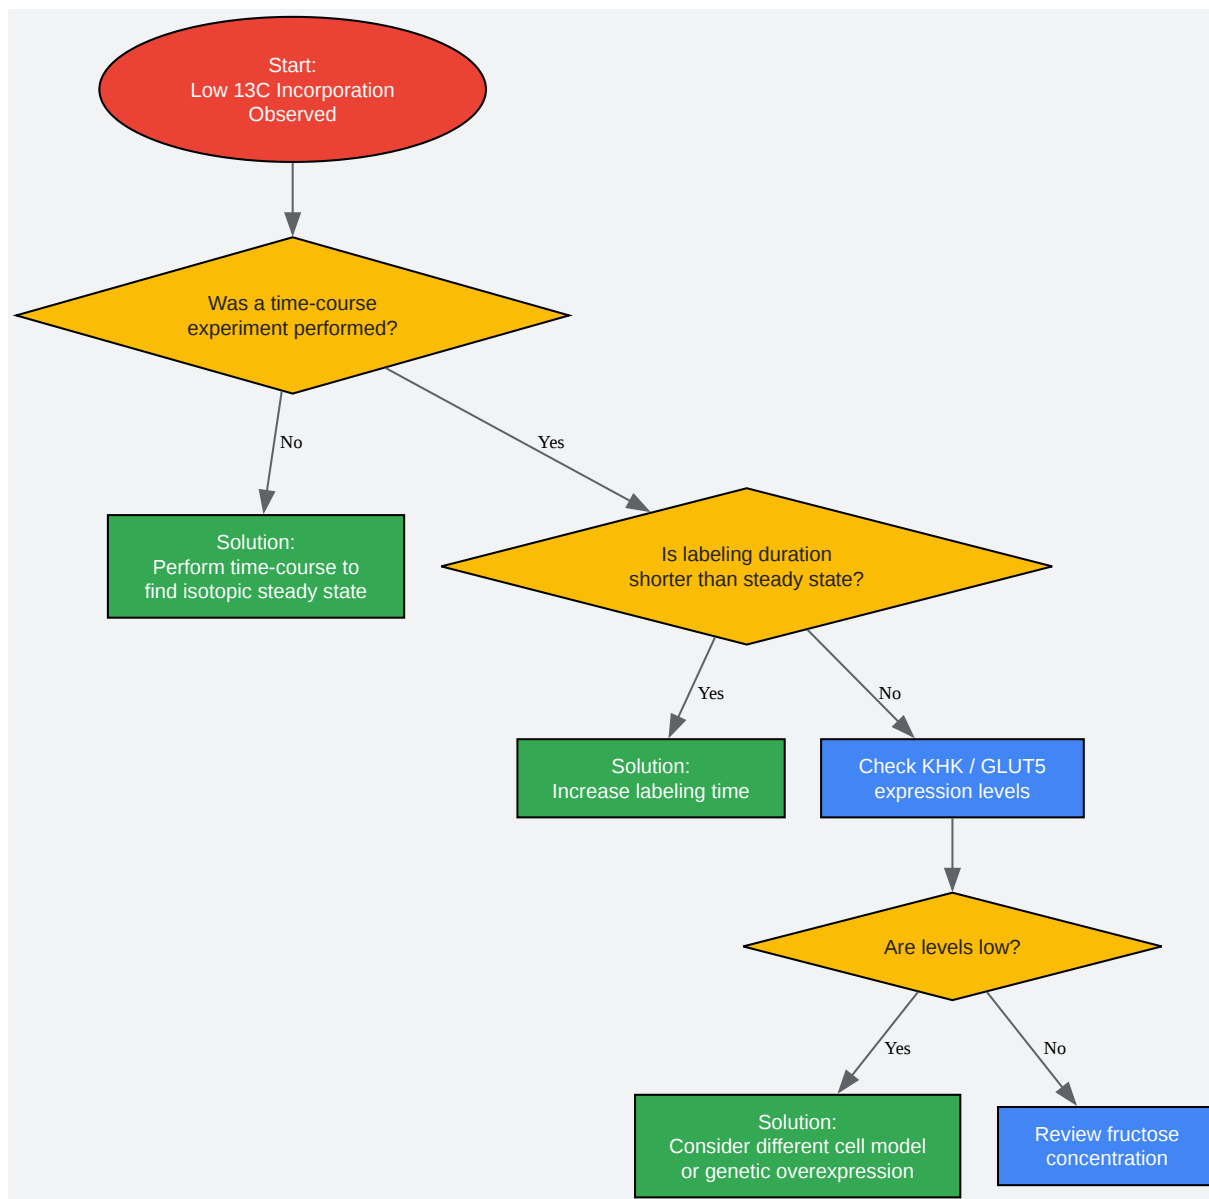 Start:
Low 13C Incorporation
Observed
Was a time-course
experiment performed?
No
Yes
Solution:
Perform time-course to
find isotopic steady state
Is labeling duration
shorter than steady state?
Yes
No
Solution:
Increase labeling time
Check KHK / GLUT5
expression levels
Are levels low?
Yes
No
Solution:
Consider different cell model
or genetic overexpression
Review fructose
concentration